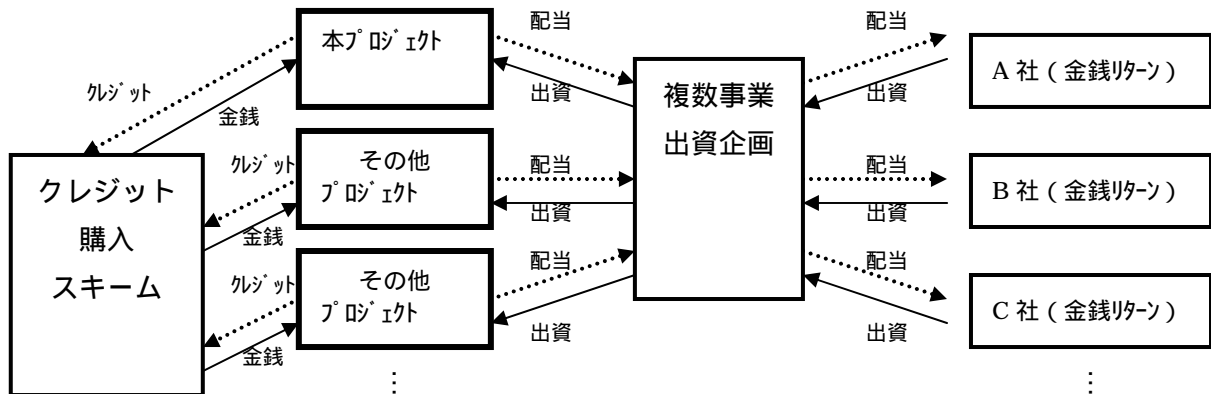 本プロジェクト
配当
配当
A 社（金銭リターン）
クレジット
金銭
出資
出資
複数事業
出資企画
クレジット
購入
スキーム
クレジット
金銭
その他
プロジェクト
配当
出資
配当
出資
B 社（金銭リターン）
クレジット
金銭
その他
プロジェクト
配当
出資
配当
出資
C 社（金銭リターン）
⋮
⋮